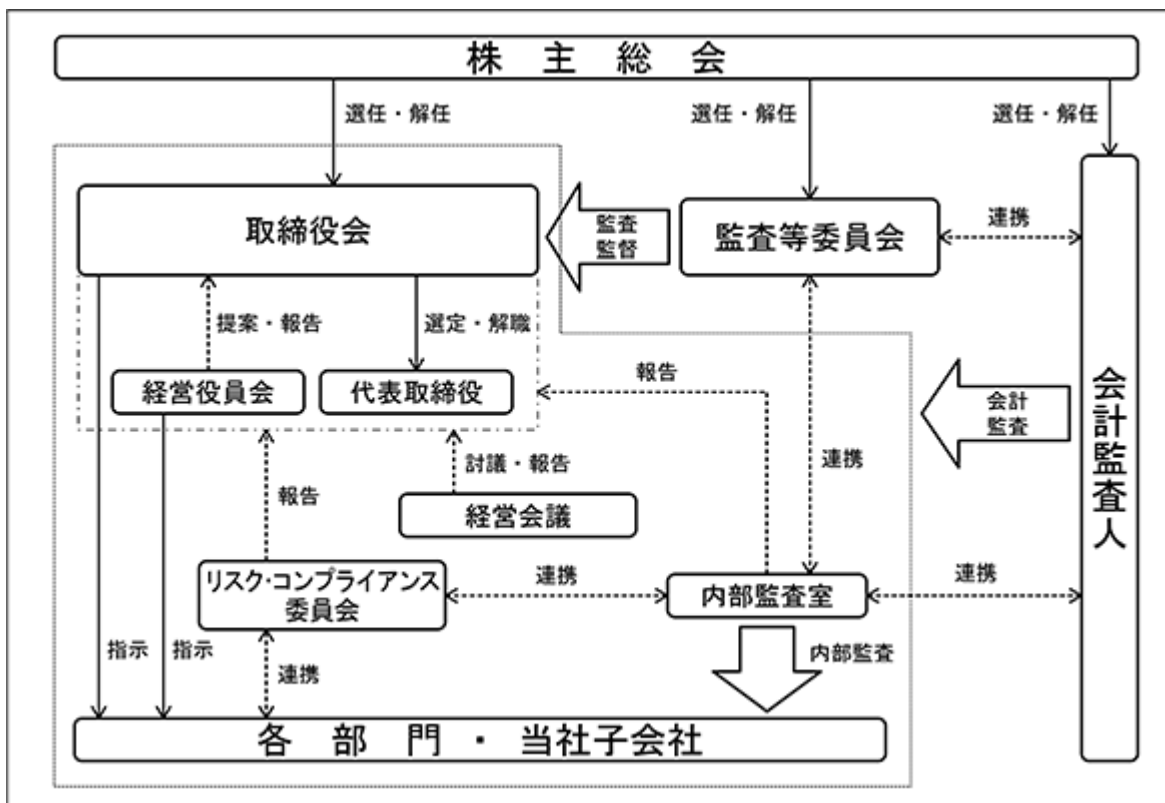 株 主 総 会
選任・解任
選任・解任
選任・解任
取締役会
監査
監督
監査等委員会
連携
提案・報告
選定・解職
経営役員会
代表取締役
報告
会計
監査
会計監査人
討議・報告
連携
報告
経営会議
リスク・コンプライアンス
委員会
連携
内部監査室
連携
指示
指示
連携
内部監査
各 部 門 ・ 当社子会社